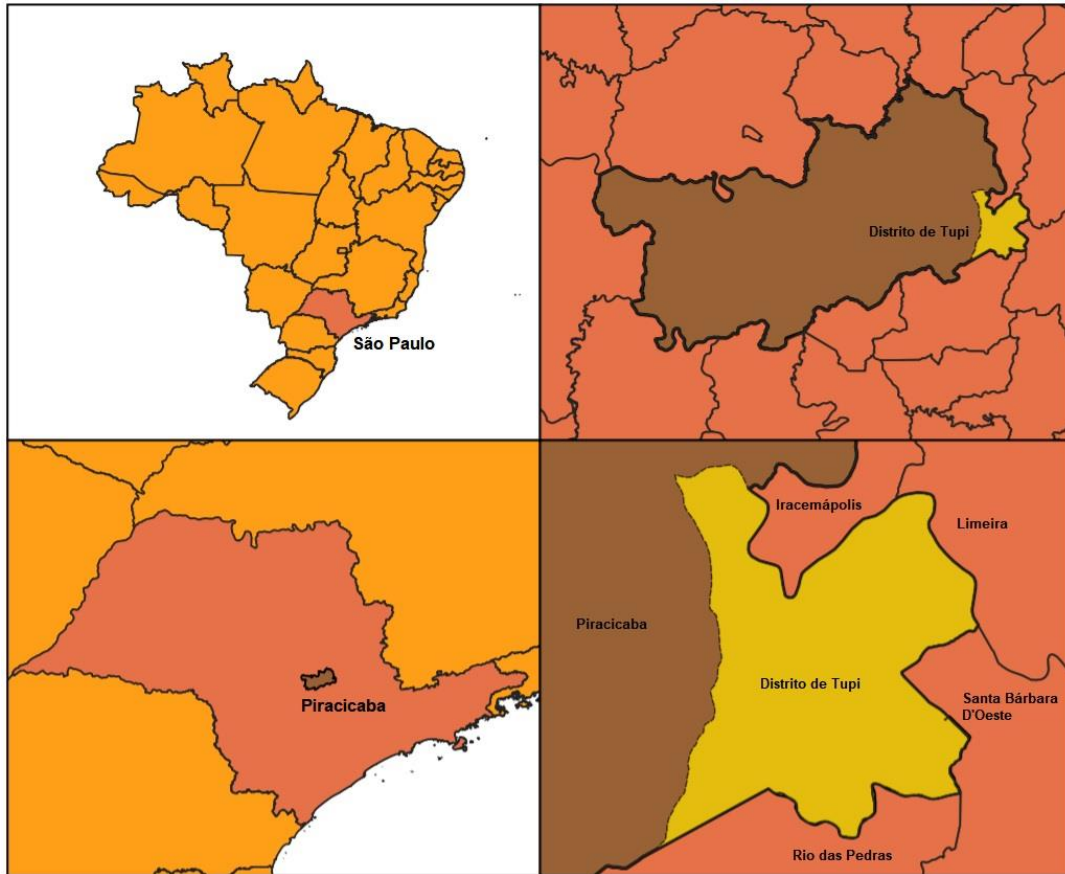 São Paulo
Distrito de Tupi
Piracicaba
Iracemápolis
Limeira
Piracicaba
Distrito de Tupi
Santa Bárbara
D'Oeste
Rio das Pedras